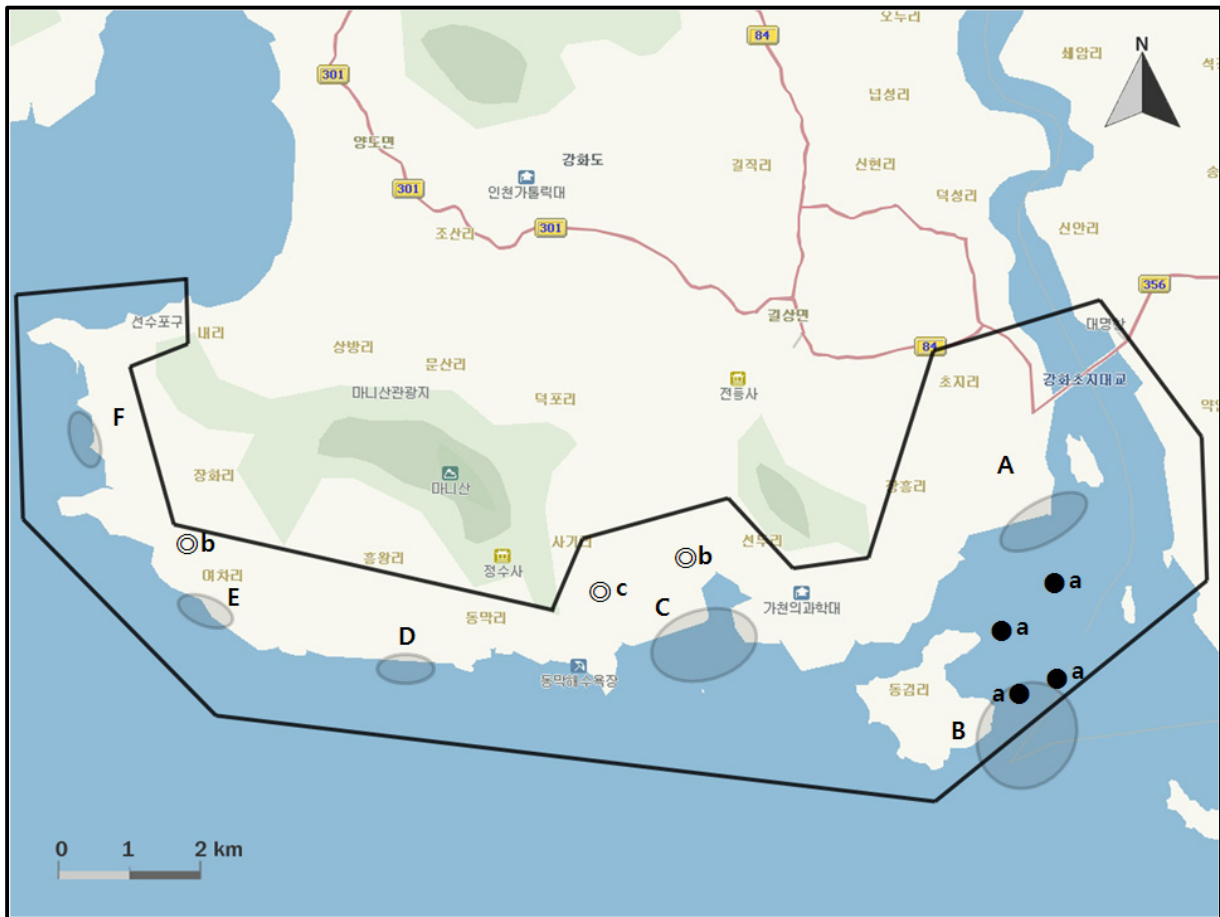 오두리
84
N
쇄암리
301
넙성리
양도면
강화도
길직리
신현리
인천가톨릭대
301
덕성리
조산리
301
신안리
356
선수포구
내리
길상면
대명항
상방리
문산리
84
초지리
강화초지대교
마니산관광지
덕포리
전등사
F
A
장화리
마니산
장흥리
b
흥왕리
정수사
사기리
b
선두리
여차리
c
가천의과학대
a
E
동막리
C
a
D
동막해수욕장
동검리
a
a
B
0 1 2 km